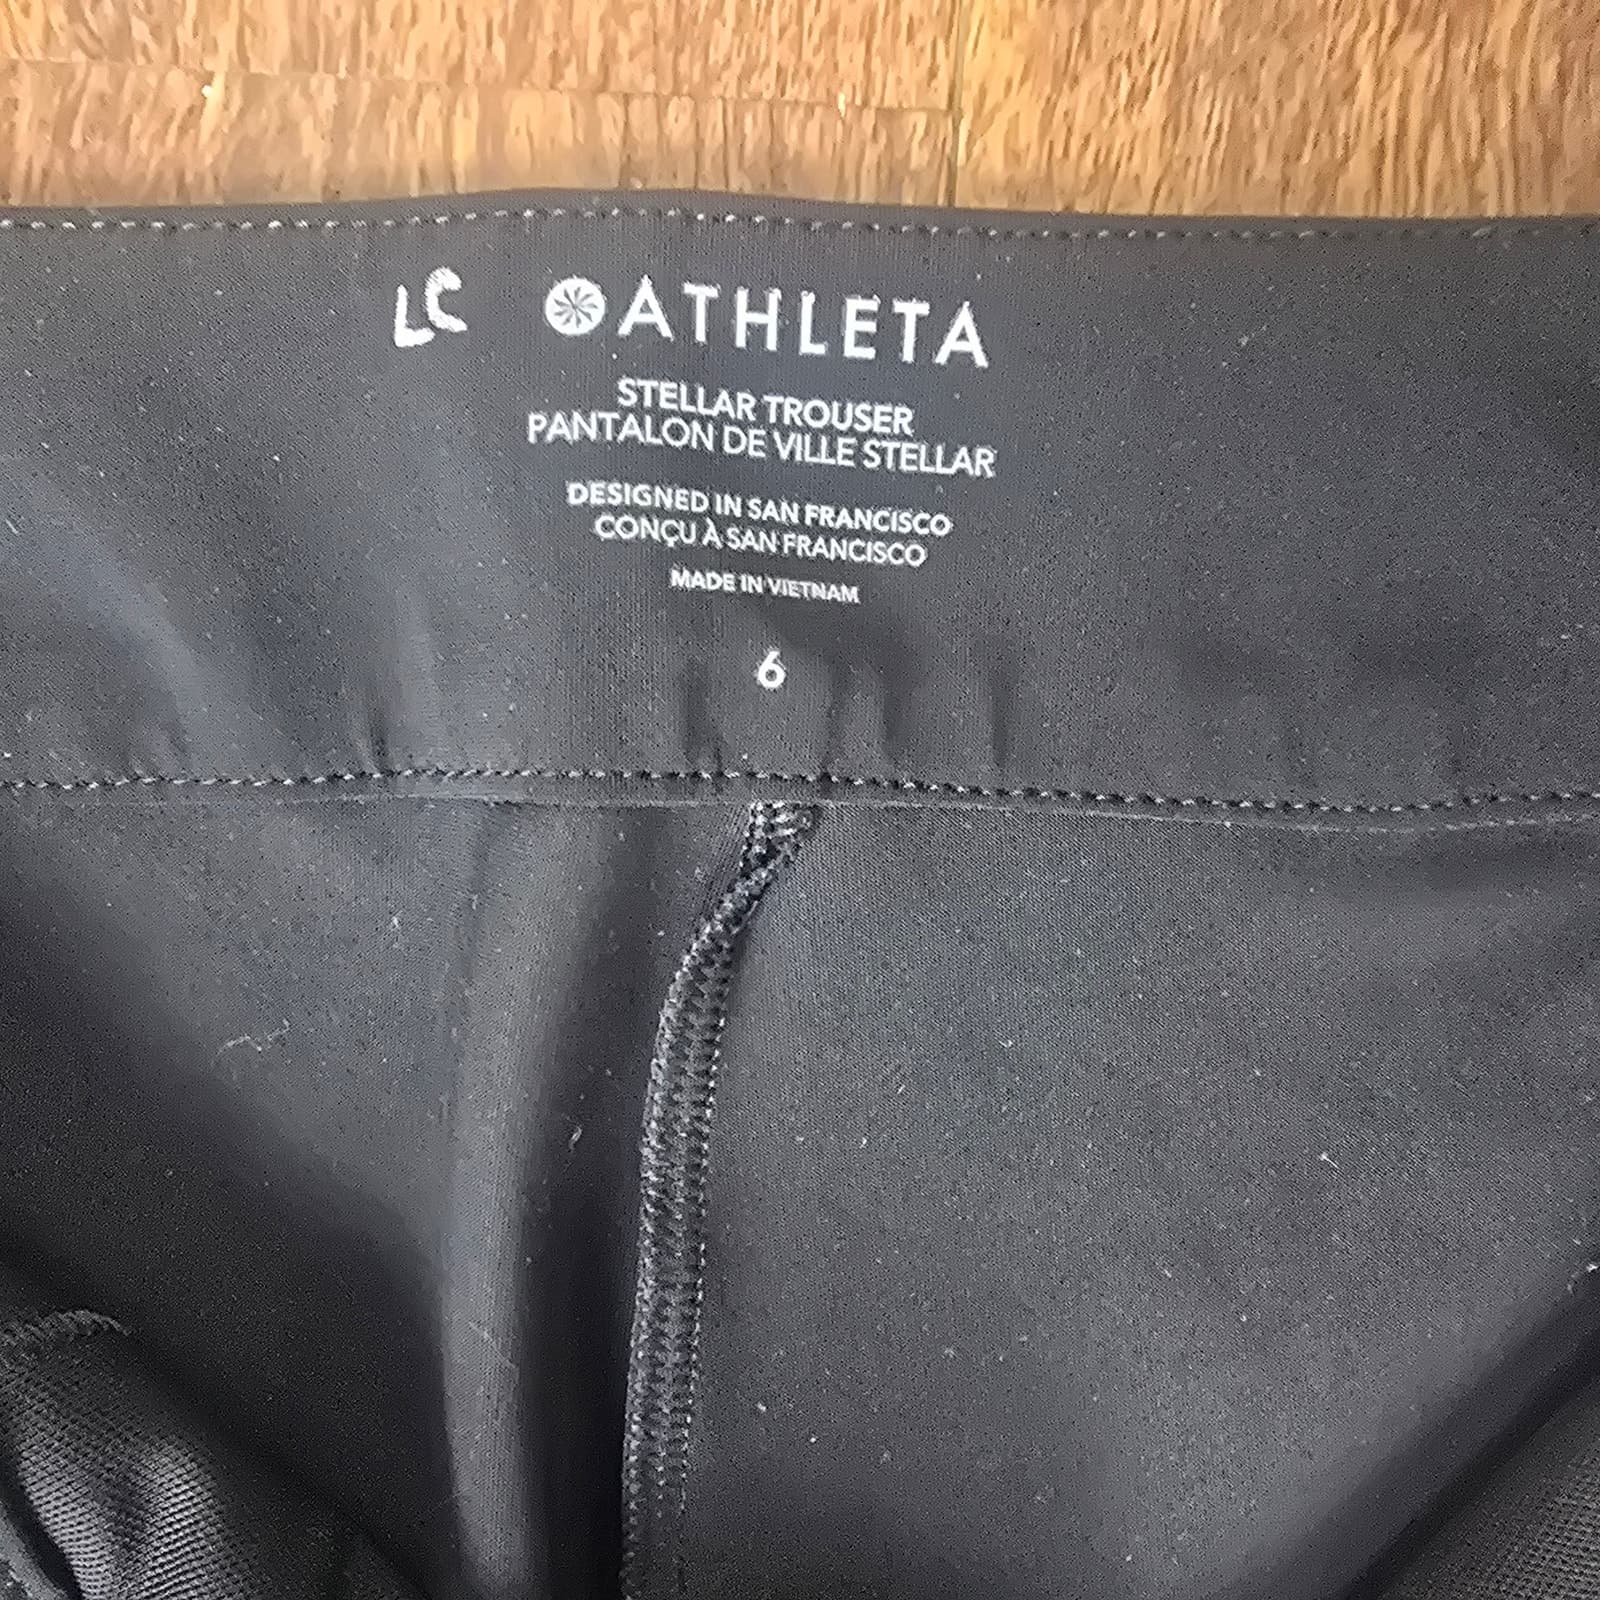 LC ATHLETA
STELLAR TROUSER
PANTALON DE VILLE STELLAR
DESIGNED IN SAN FRANCISCO
CONÇU À SAN FRANCISCO
MADE IN VIETNAM
6